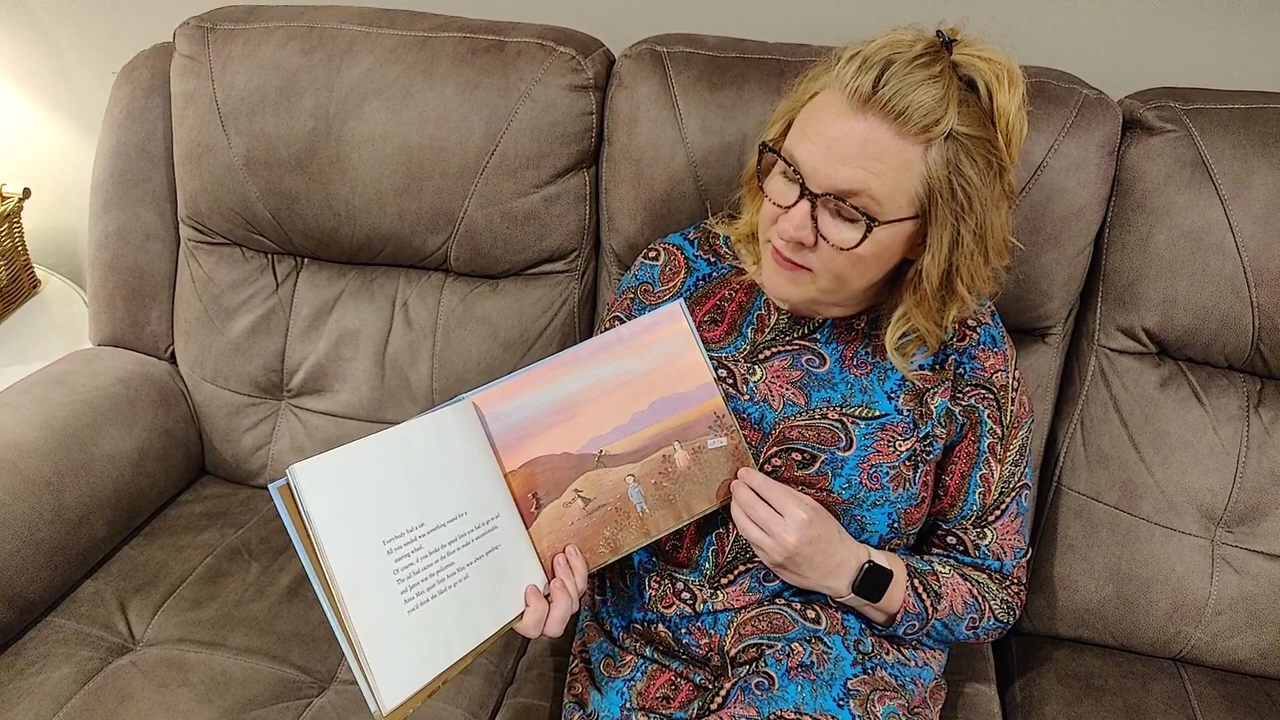 Everybody had a car.
All you needed was something round for a
steering wheel.
Of course, if you broke the speed limit you had to go to jail.
The jail had cactus on the floor to make it uncomfortable,
and Jamie was the policeman.
Anna May, quiet little Anna May, was always speeding—
you'd think she liked to go to jail.